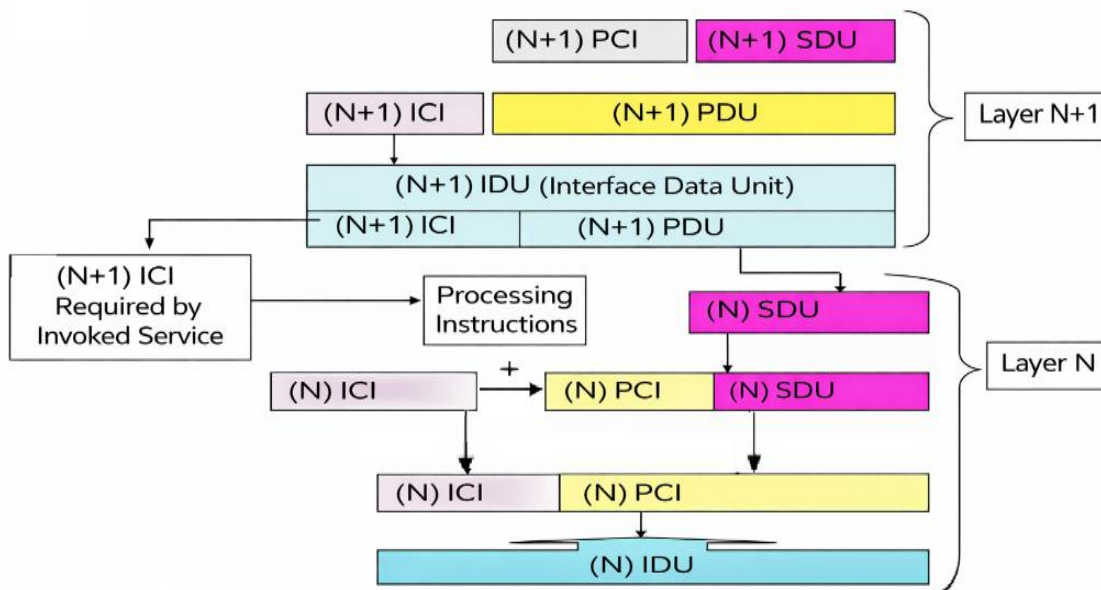 (N+1) PCI
(N+1) SDU
(N+1) ICI
(N+1) PDU
Layer N+1
(N+1) IDU (Interface Data Unit)
(N+1) ICI
(N+1) PDU
(N+1) ICI
Required by
Invoked Service
Processing
Instructions
(N) SDU
Layer N
(N) ICI
+
(N) PCI
(N) SDU
(N) ICI
(N) PCI
(N) IDU